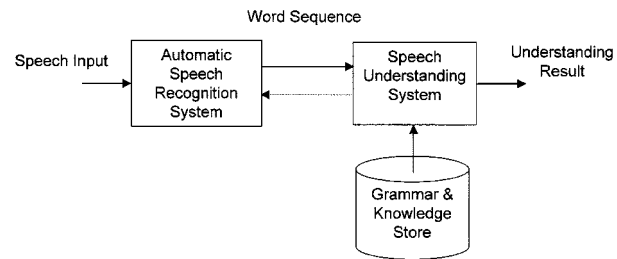 Word Sequence
Speech Input
Automatic
Speech
Recognition
System
Speech
Understanding
System
Understanding
Result
Grammar &
Knowledge
Store